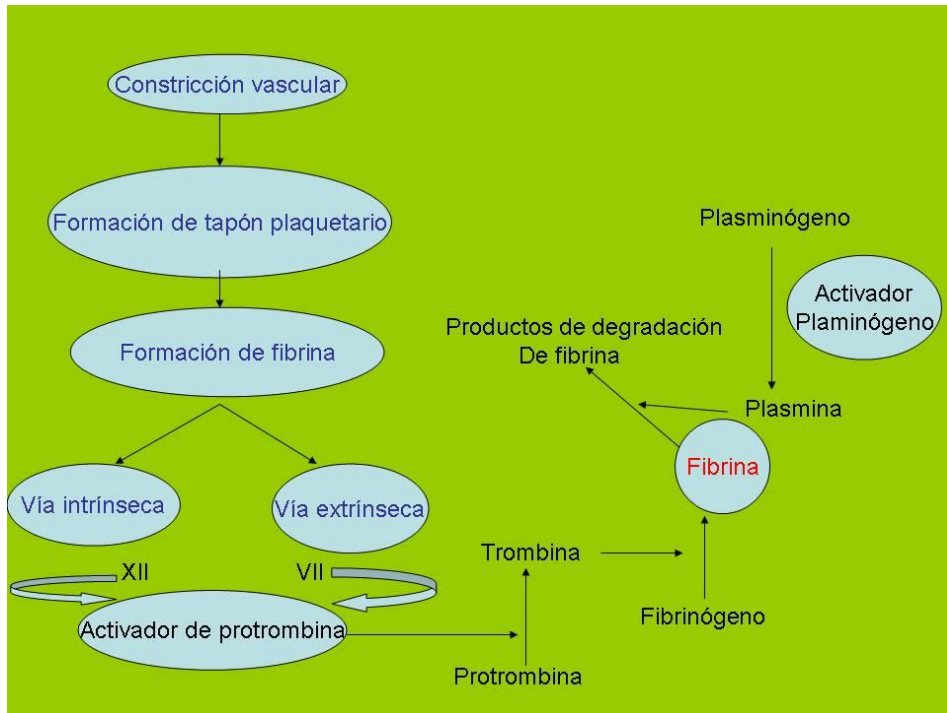 Constricción vascular
Formación de tapón plaquetario
Formación de fibrina
Vía intrínseca
Vía extrínseca
XII
VII
Activador de protrombina
Protrombina
Trombina
Fibrinógeno
Fibrina
Productos de degradación
De fibrina
Plasminógeno
Activador
Plaminógeno
Plasmina